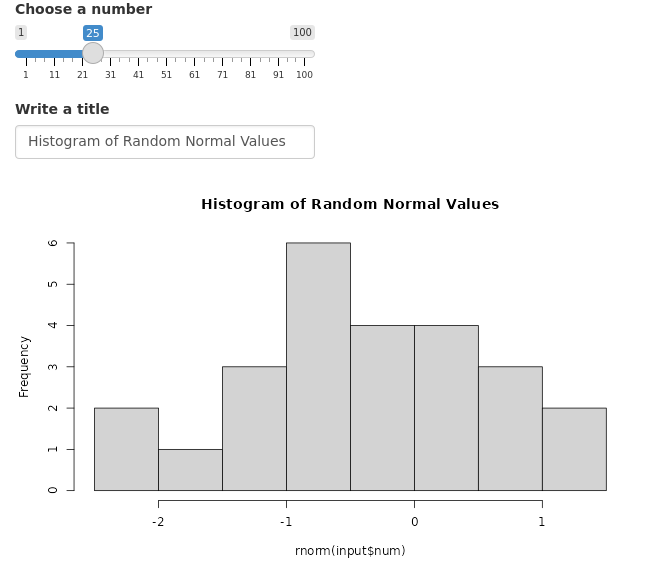 Choose a number
1 25 100
1 11 21 31 41 51 61 71 81 91 100
Write a title
Histogram of Random Normal Values
Histogram of Random Normal Values
6
5
4
3
2
1
0
Frequency
-2 -1 0 1
rnorm(input$num)